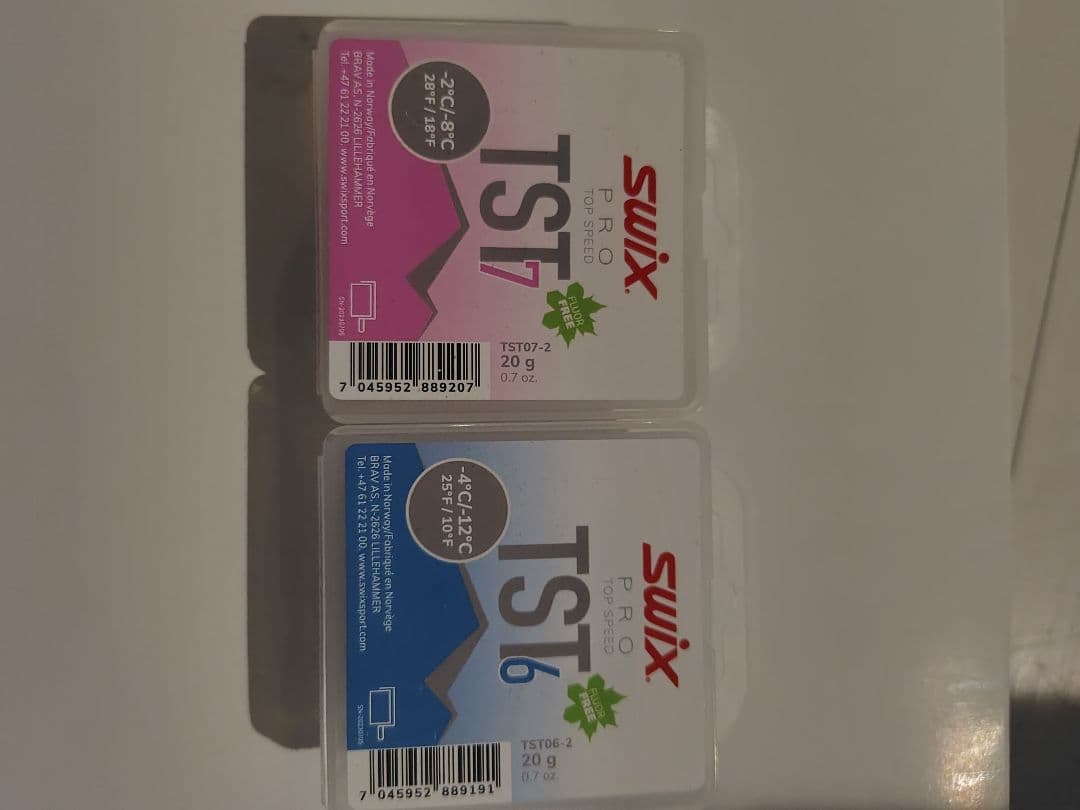 SWIX
PRO
TOP SPEED
TST7
FLUOR
FREE
-2°C/-8°C
28°F / 18°F
Made in Norway/Fabriqué en Norvège
BRAV AS, N-2626 LILLEHAMMER
Tel. +47 61 22 21 00, www.swixsport.com
TST07-2
20 g
0.7 oz.
7 045952 889207
SWIX
PRO
TOP SPEED
TST6
FLUOR
FREE
-4°C/-12°C
25°F / 10°F
Made in Norway/Fabriqué en Norvège
BRAV AS, N-2626 LILLEHAMMER
Tel. +47 61 22 21 00, www.swixsport.com
TST06-2
20 g
0.7 oz.
7 045952 889191